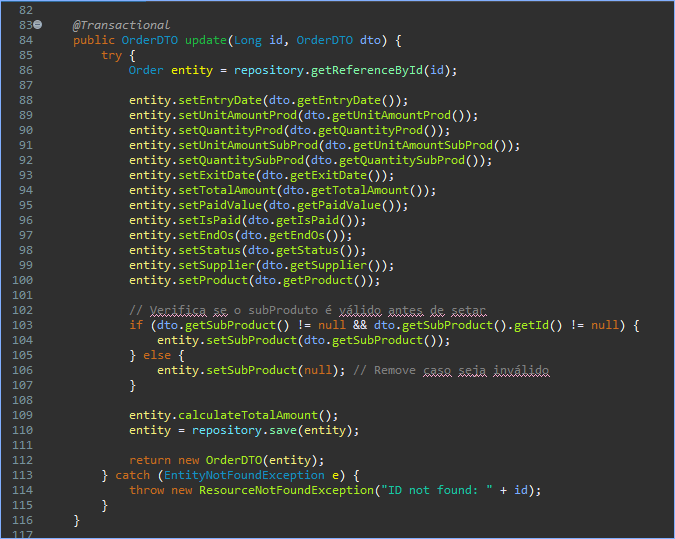 82
83 @Transactional
84 public OrderDTO update(Long id, OrderDTO dto) {
85 try {
86 Order entity = repository.getReferenceById(id);
87
88 entity.setEntryDate(dto.getEntryDate());
89 entity.setUnitAmountProd(dto.getUnitAmountProd());
90 entity.setQuantityProd(dto.getQuantityProd());
91 entity.setUnitAmountSubProd(dto.getUnitAmountSubProd());
92 entity.setQuantitySubProd(dto.getQuantitySubProd());
93 entity.setExitDate(dto.getExitDate());
94 entity.setTotalAmount(dto.getTotalAmount());
95 entity.setPaidValue(dto.getPaidValue());
96 entity.setIsPaid(dto.getIsPaid());
97 entity.setEndOs(dto.getEndOs());
98 entity.setStatus(dto.getStatus());
99 entity.setSupplier(dto.getSupplier());
100 entity.setProduct(dto.getProduct());
101
102 // Verifica se o subProduto é válido antes de setar
103 if (dto.getSubProduct() != null && dto.getSubProduct().getId() != null) {
104 entity.setSubProduct(dto.getSubProduct());
105 } else {
106 entity.setSubProduct(null); // Remove caso seja inválido
107 }
108
109 entity.calculateTotalAmount();
110 entity = repository.save(entity);
111
112 return new OrderDTO(entity);
113 } catch (EntityNotFoundException e) {
114 throw new ResourceNotFoundException("ID not found: " + id);
115 }
116 }
117